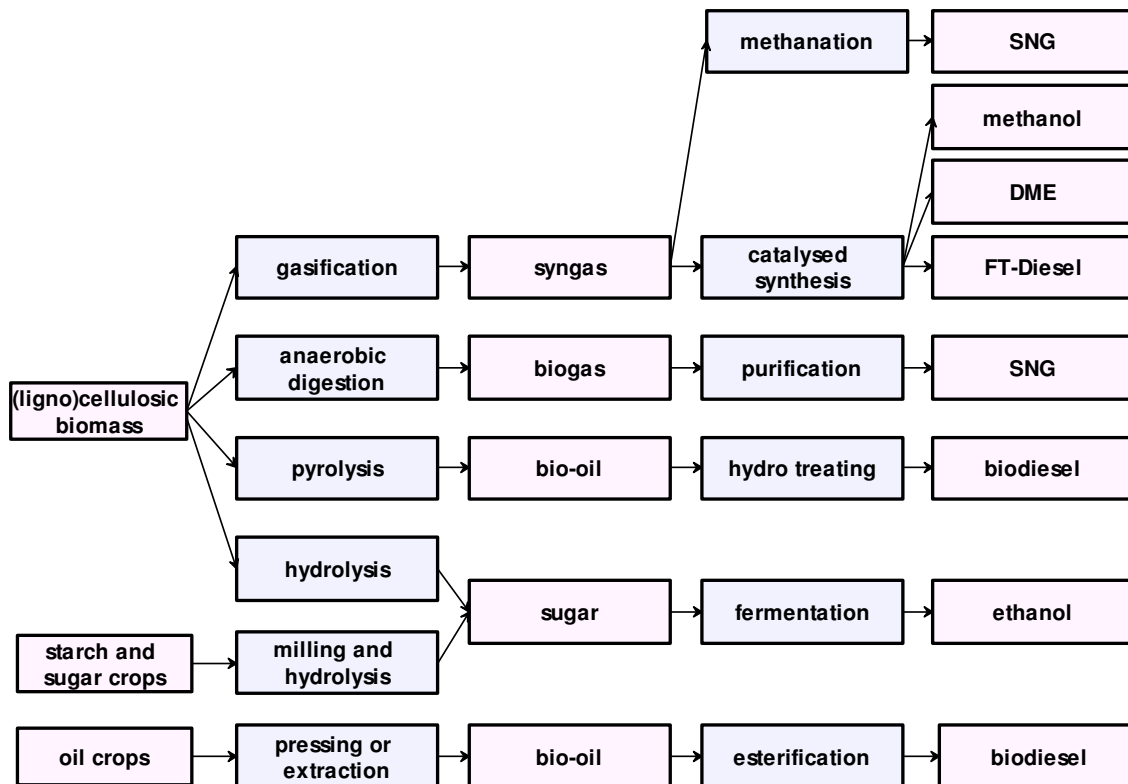 methanation
SNG
methanol
DME
gasification
syngas
catalysed
synthesis
FT-Diesel
anaerobic
digestion
biogas
purification
SNG
(ligno)cellulosic
biomass
pyrolysis
bio-oil
hydro treating
biodiesel
hydrolysis
sugar
fermentation
ethanol
starch and
sugar crops
milling and
hydrolysis
oil crops
pressing or
extraction
bio-oil
esterification
biodiesel